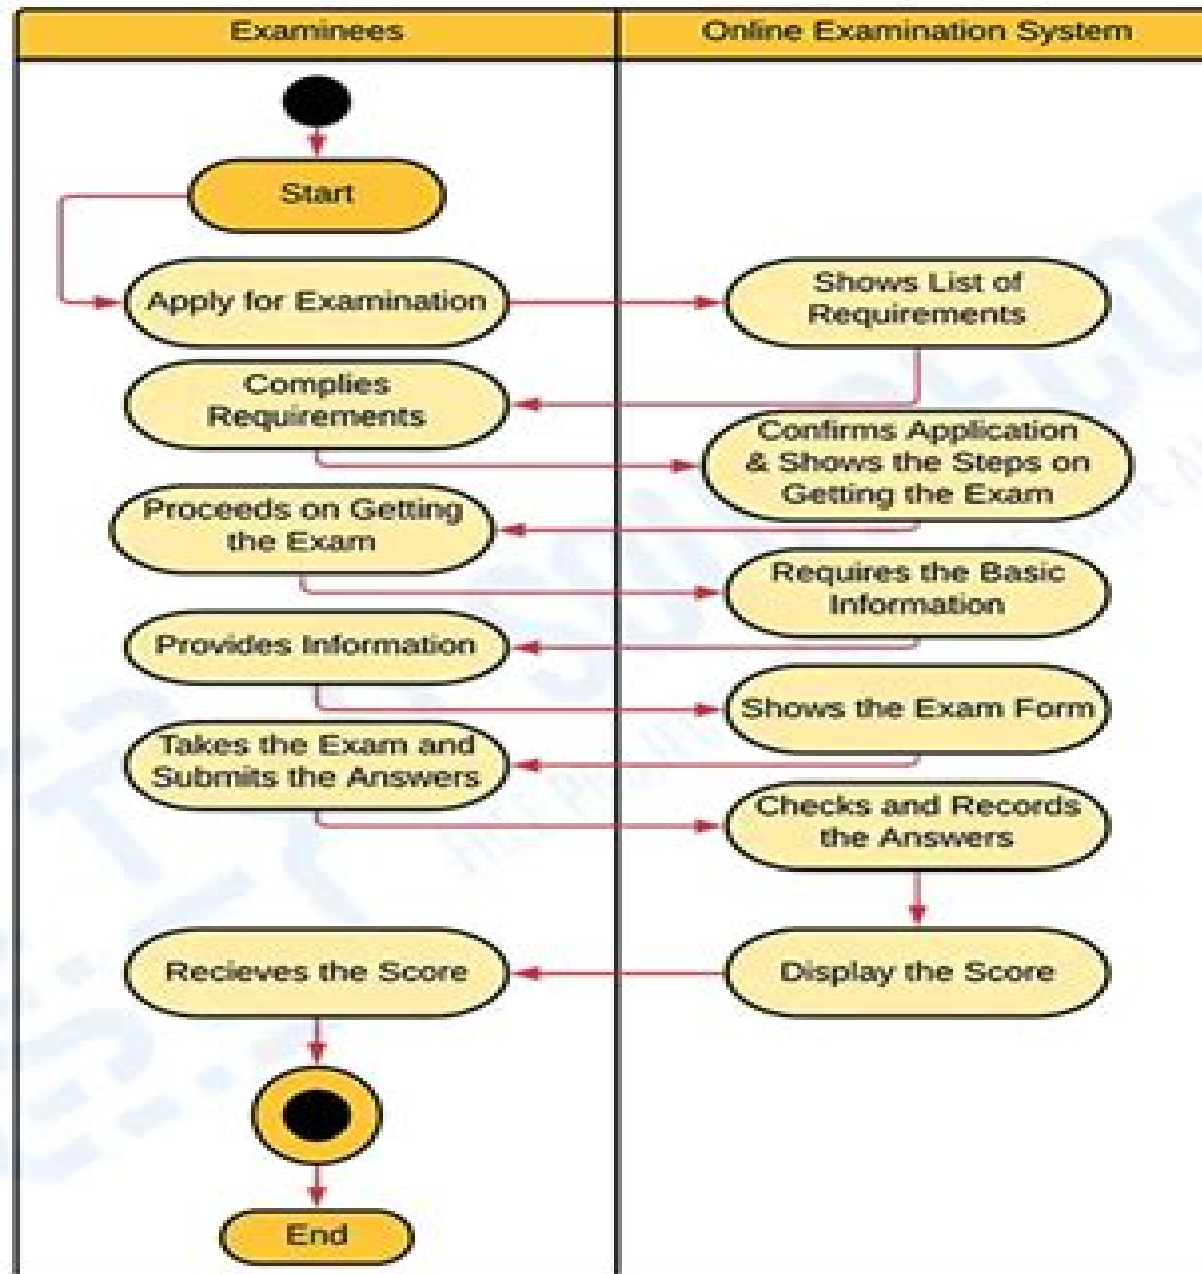 Examinees
Online Examination System
Start
Apply for Examination
Shows List of
Requirements
Complies
Requirements
Confirms Application
& Shows the Steps on
Getting the Exam
Proceeds on Getting
the Exam
Requires the Basic
Information
Provides Information
Shows the Exam Form
Takes the Exam and
Submits the Answers
Checks and Records
the Answers
Display the Score
Recieves the Score
End